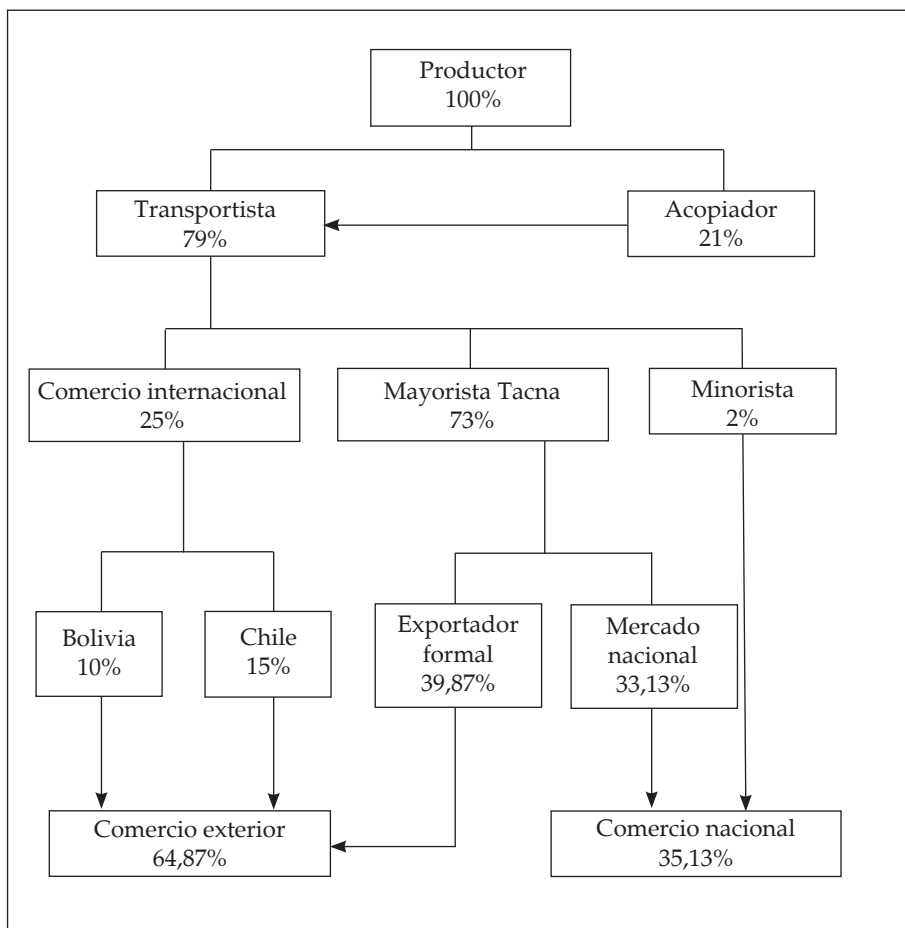 Productor
100%
Transportista
79%
Acopiador
21%
Comercio internacional
25%
Mayorista Tacna
73%
Minorista
2%
Bolivia
10%
Chile
15%
Exportador
formal
39,87%
Mercado
nacional
33,13%
Comercio exterior
64,87%
Comercio nacional
35,13%